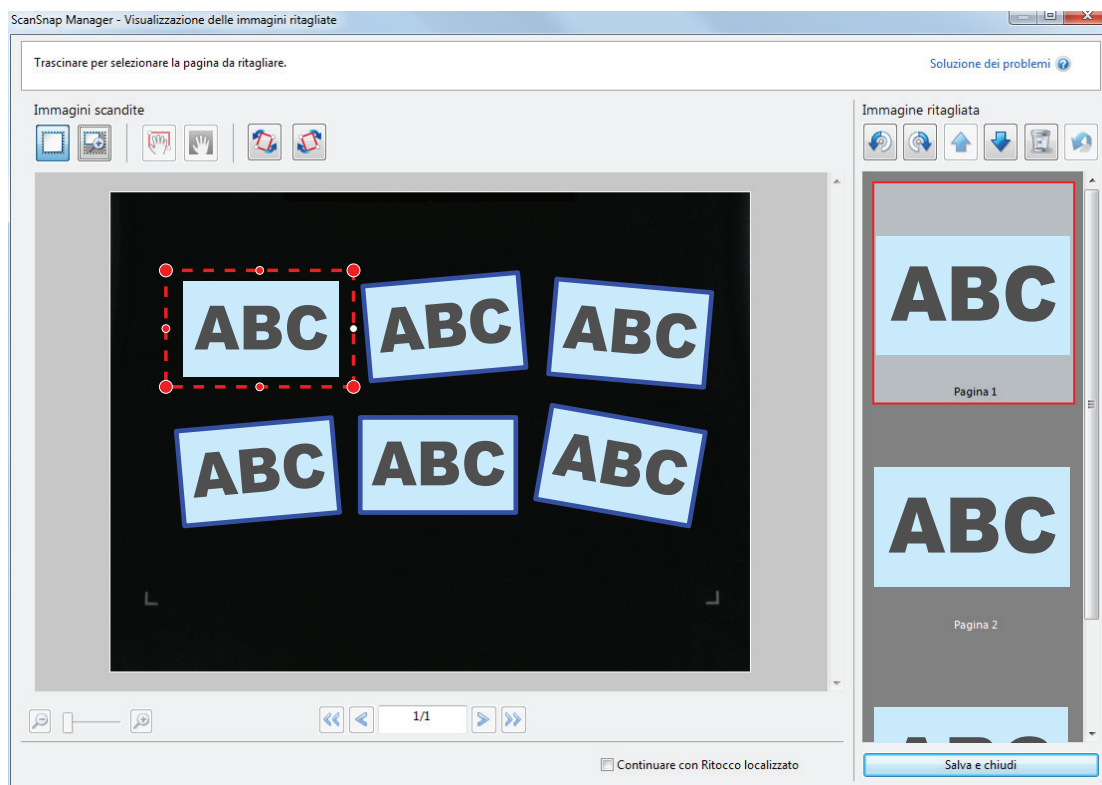 ScanSnap Manager - Visualizzazione delle immagini ritagliate
Trascinare per selezionare la pagina da ritagliare.
Soluzione dei problemi
Immagini scandite
Immagine ritagliata
ABC
ABC
ABC
ABC
ABC
ABC
ABC
Pagina 1
ABC
Pagina 2
1/1
Continuare con Ritocco localizzato
Salva e chiudi